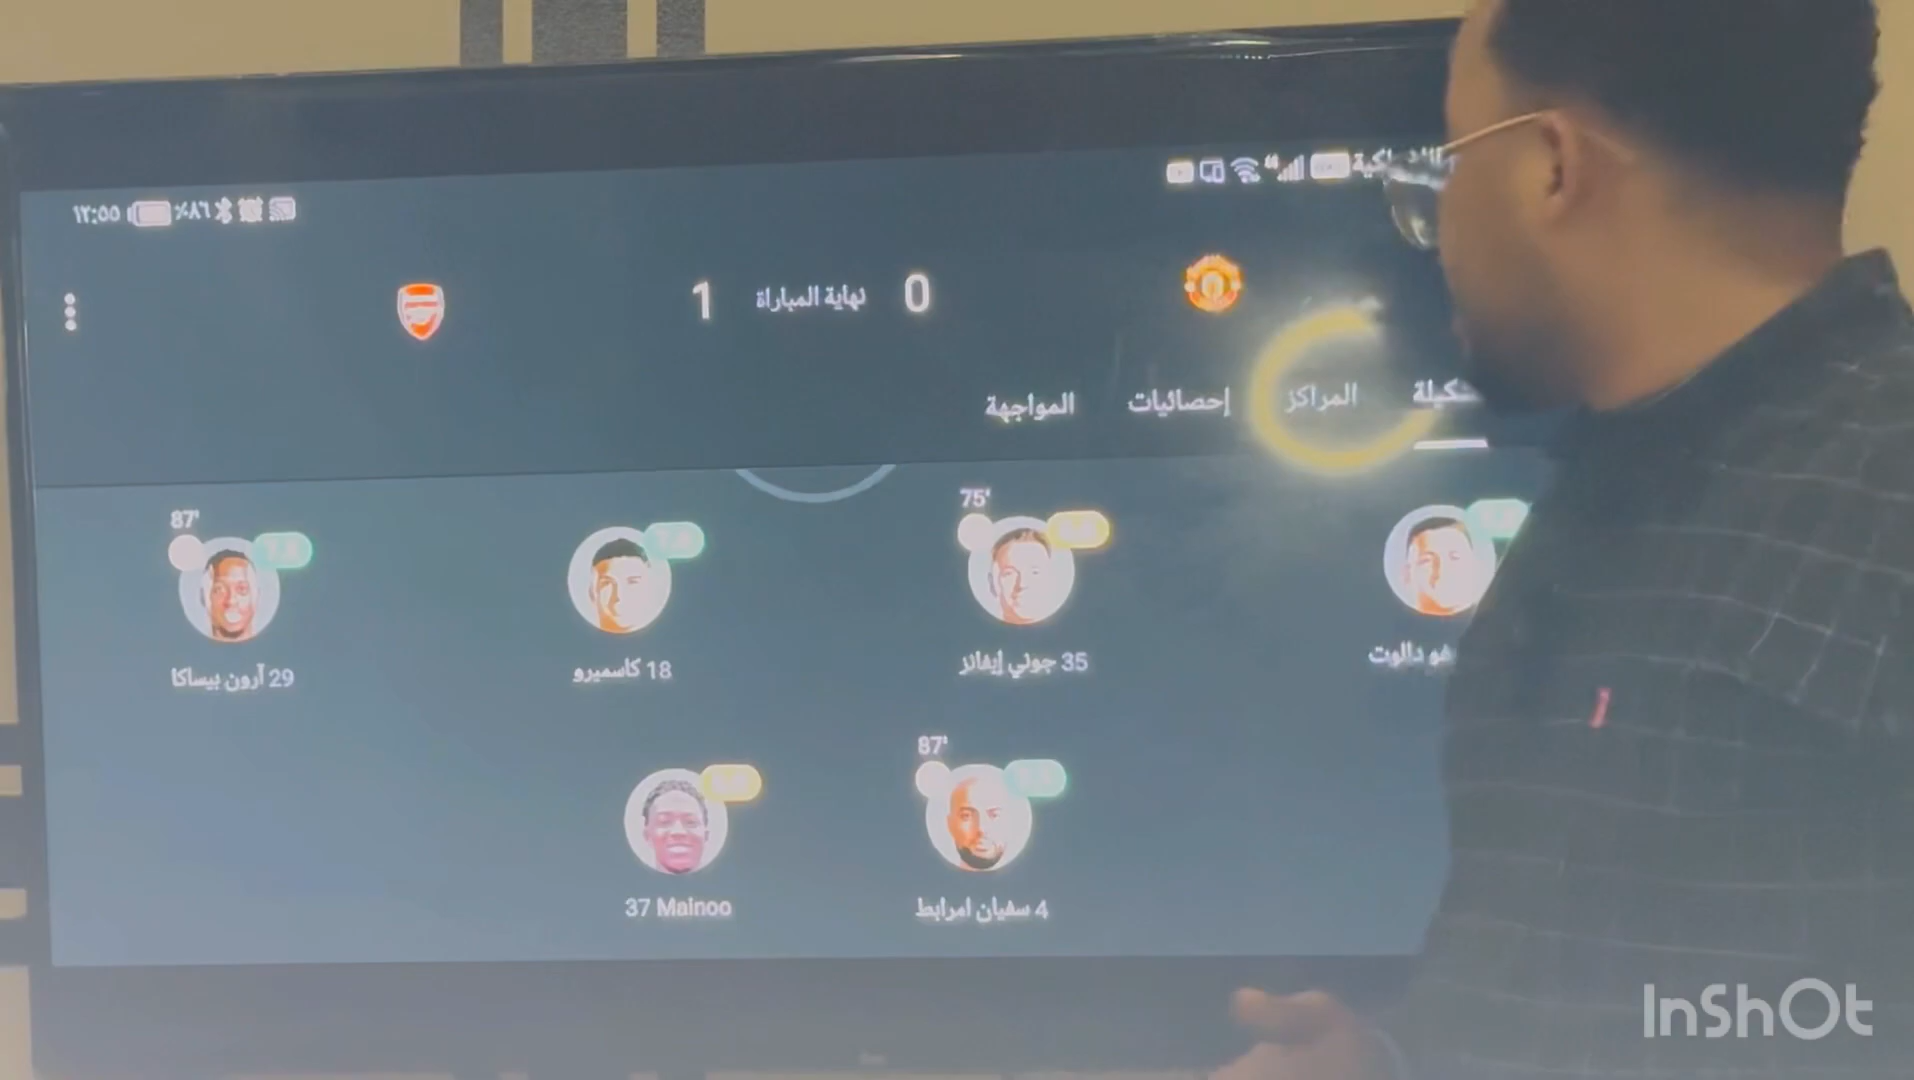 ١٢:٥٥ ٪٨٦
0 نهاية المباراة 1
المراكز إحصائيات المواجهة
87'
75'
29 آرون بيساكا
18 كاسميرو
35 جوني إيفانز
دالوت
87'
37 Mainoo
4 سفيان امرابط
InShOt